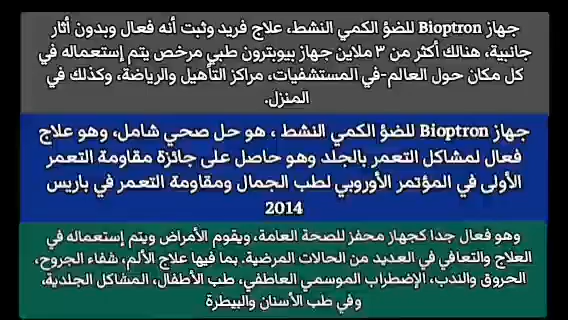 جهاز Bioptron للضؤ الكمي النشط، علاج فريد وثبت أنه فعال وبدون أثار
جانبية، هنالك أكثر من ٣ ملاين جهاز بيوبترون طبي مرخص يتم إستعماله في
كل مكان حول العالم-في المستشفيات، مراكز التأهيل والرياضة، وكذلك في
المنزل.
جهاز Bioptron للضؤ الكمي النشط ، هو حل صحي شامل، وهو علاج
فعال لمشاكل التعمر بالجلد وهو حاصل على جائزة مقاومة التعمر
الأولى في المؤتمر الأوروبي لطب الجمال ومقاومة التعمر في باريس
2014
وهو فعال جدا كجهاز محفز للصحة العامة، ويقوم الأمراض ويتم إستعماله في
العلاج والتعافي في العديد من الحالات المرضية. بما فيها علاج الألم، شفاء الجروح،
الحروق والندب، الإضطراب الموسمي العاطفي، طب الأطفال، المشاكل الجلدية،
وفي طب الأسنان والبيطرة